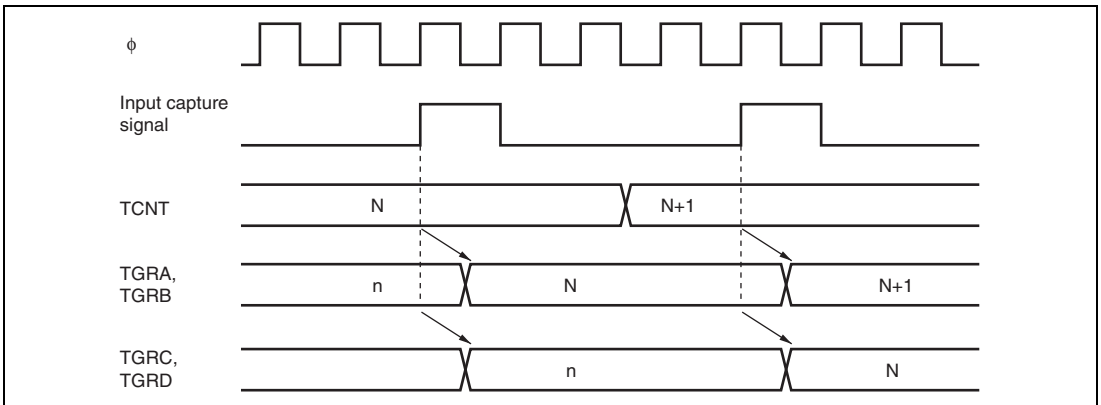 φ
Input capture
signal
TCNT
N
N+1
TGRA,
TGRB
n
N
N+1
TGRC,
TGRD
n
N